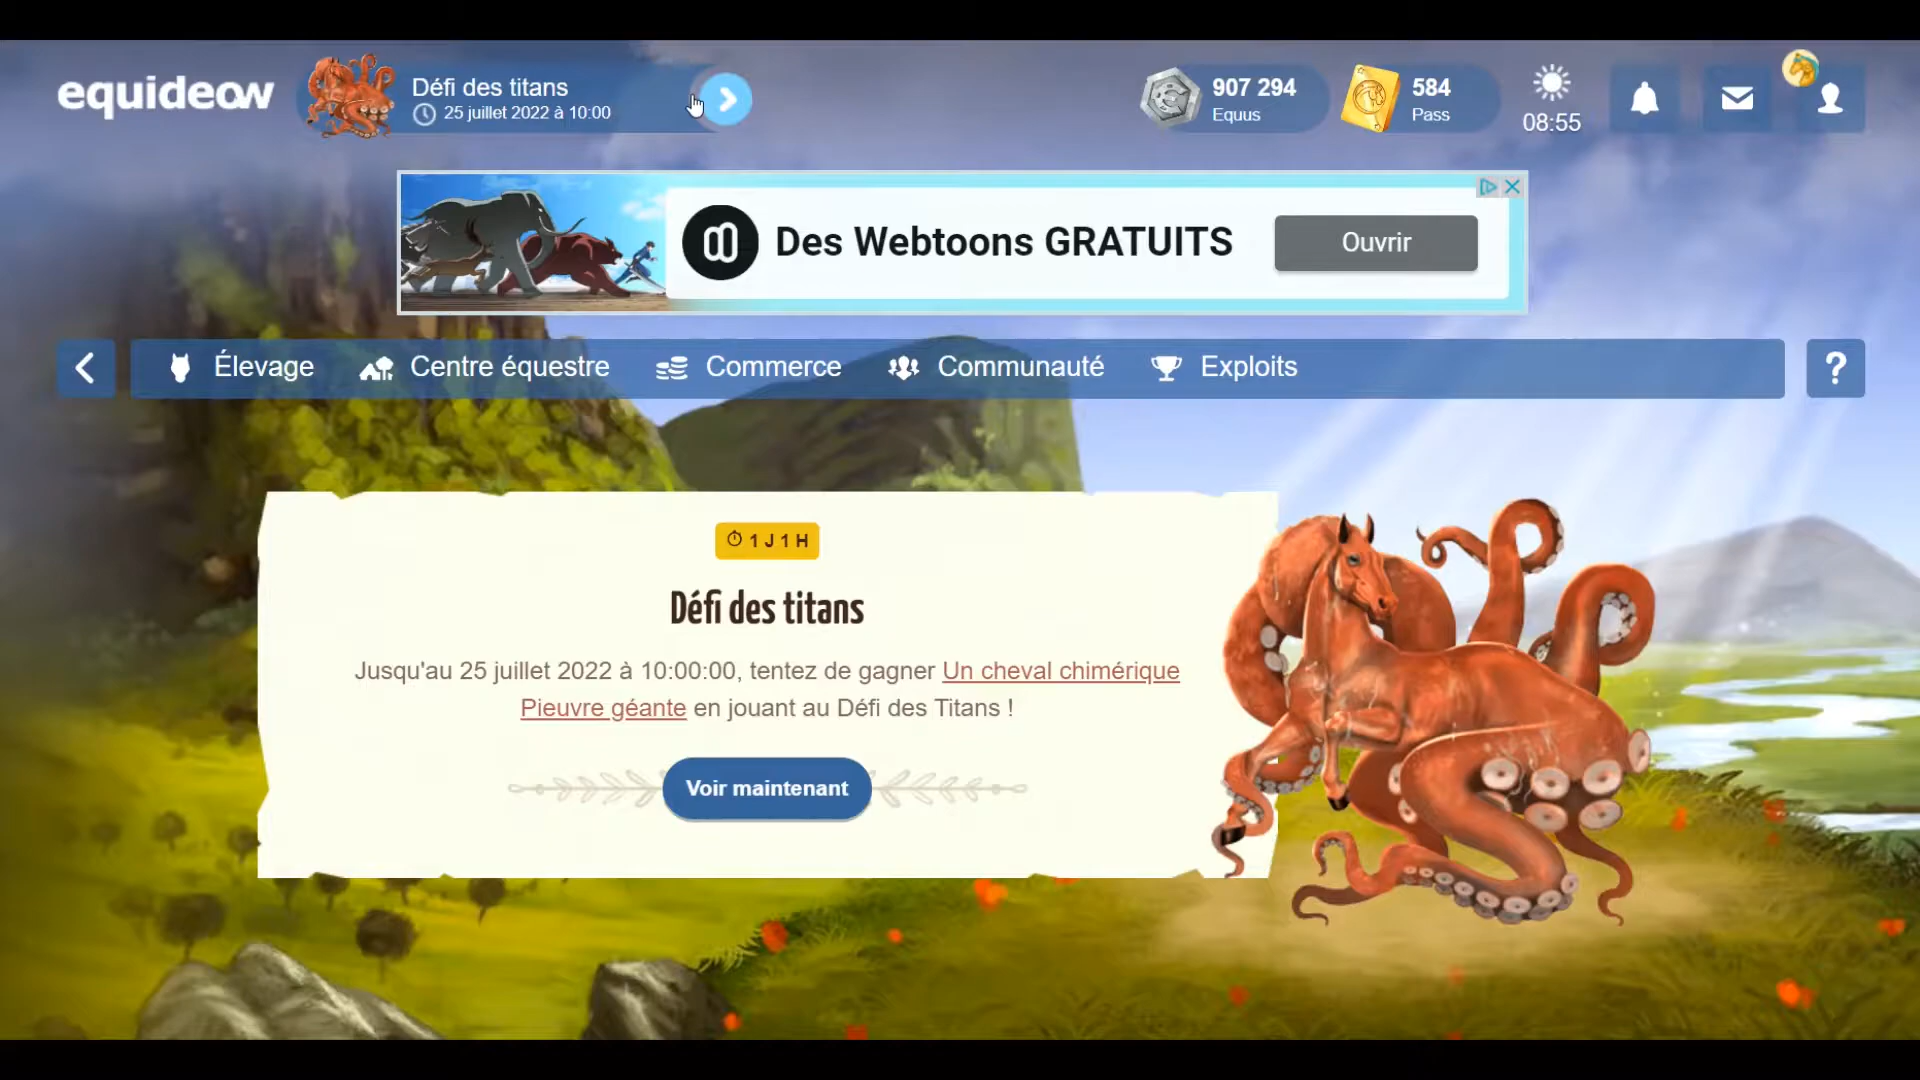 equideow
Défi des titans
25 juillet 2022 à 10:00
907 294
Equus
584
Pass
08:55
Des Webtoons GRATUITS
Ouvrir
Élevage
Centre équestre
Commerce
Communauté
Exploits
?
1 J 1 H
Défi des titans
Jusqu'au 25 juillet 2022 à 10:00:00, tentez de gagner Un cheval chimérique
Pieuvre géante en jouant au Défi des Titans !
Voir maintenant